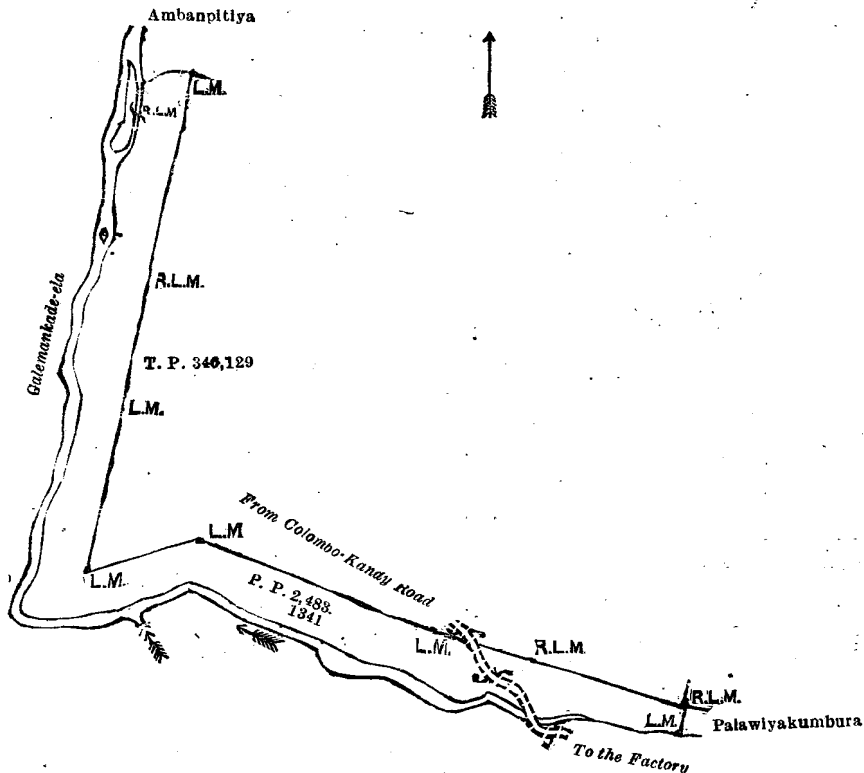 Ambanpitiya
L.M.
R.L.M
Galemankade-ela
R.L.M.
T. P. 346,129
L.M.
From Colombo-Kandy Road
L.M
L.M.
P. P. 2,483.
1341
L.M.
R.L.M.
R.L.M.
L.M.
Palawiyakumbura
To the Factory